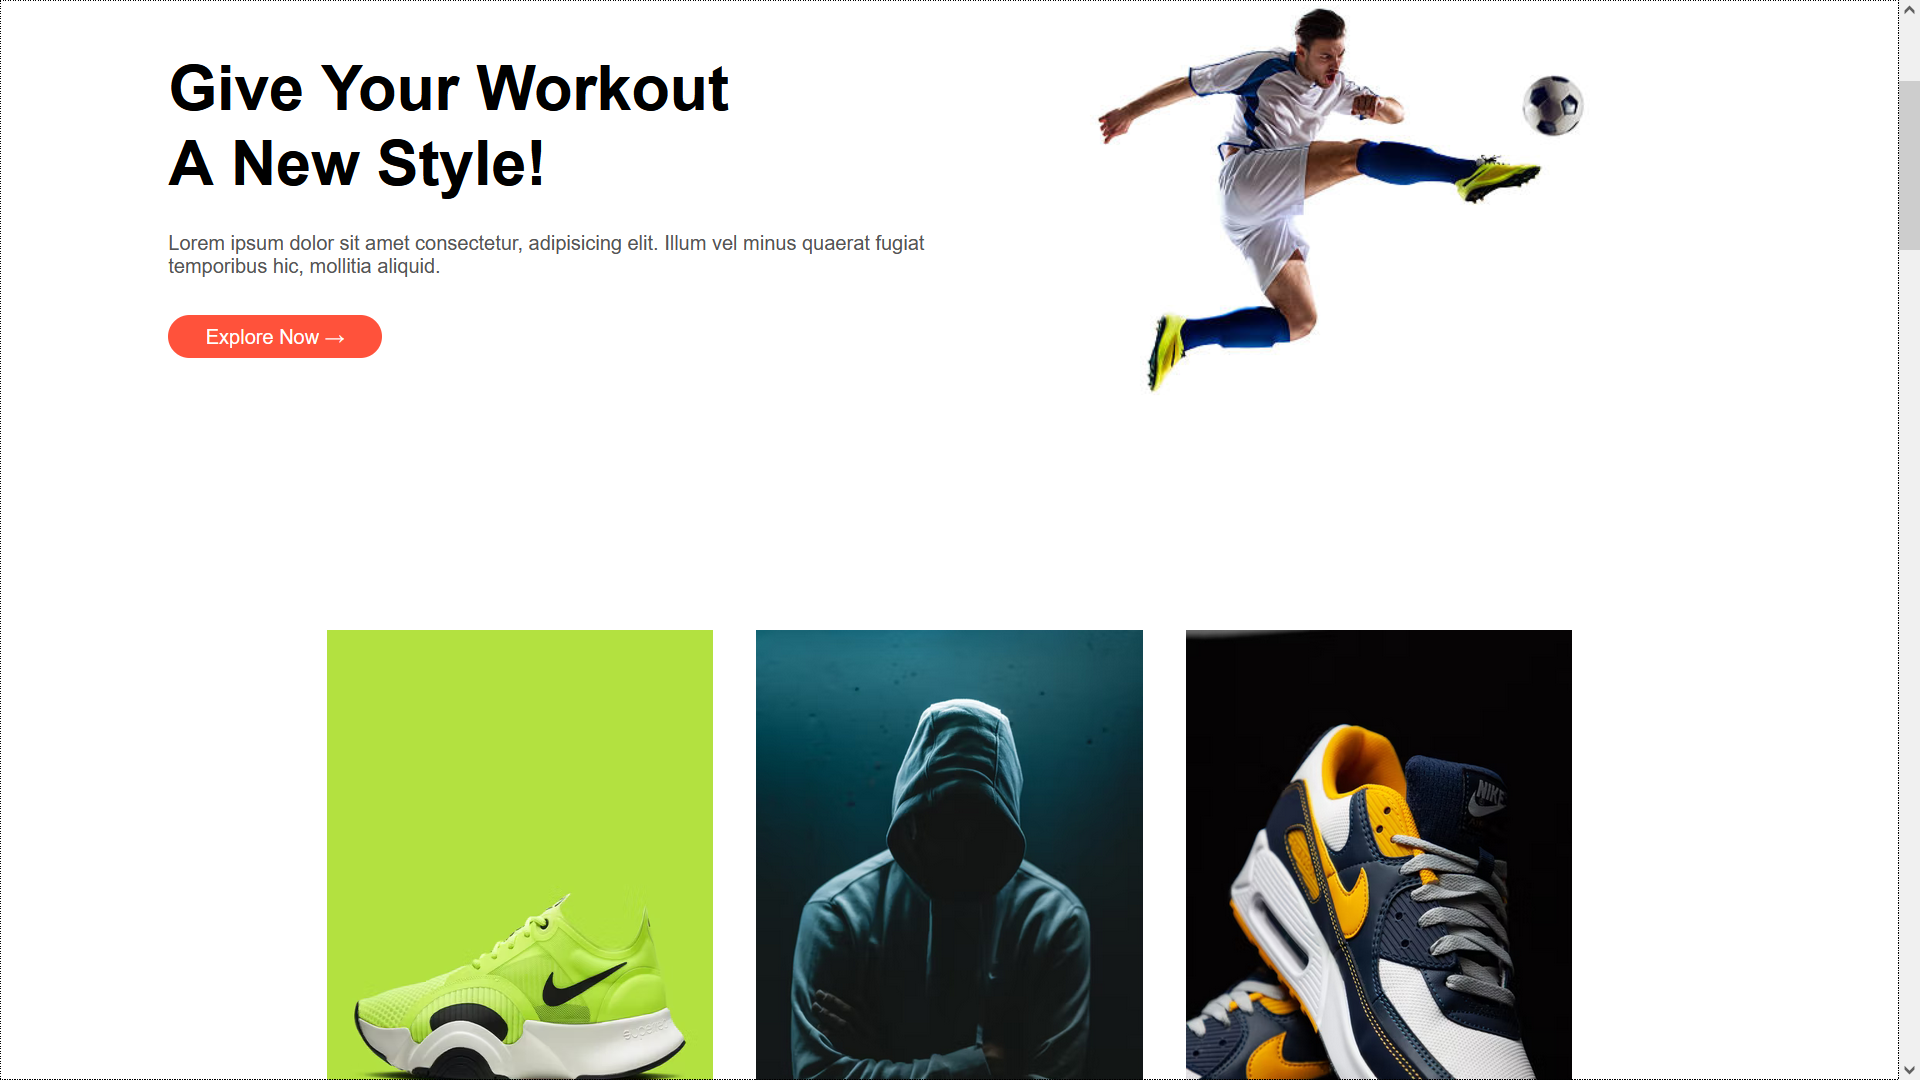 Give Your Workout
A New Style!
Lorem ipsum dolor sit amet consectetur, adipisicing elit. Illum vel minus quaerat fugiat
temporibus hic, mollitia aliquid.
Explore Now →
NIKE